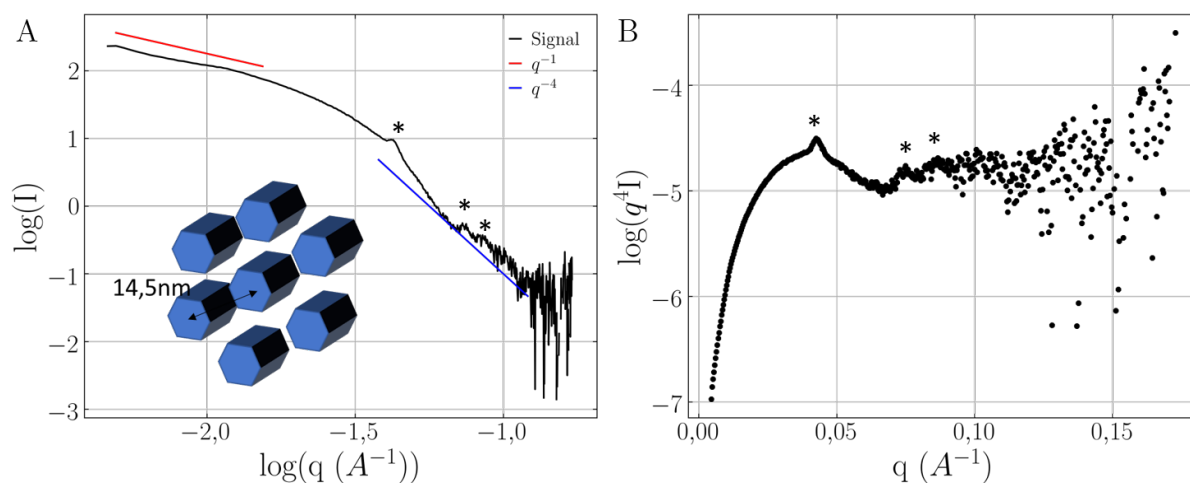 A
Signal
q⁻¹
q⁻⁴
*
*
*
14,5nm
log(I)
2
1
0
−1
−2
−3
−2,0
−1,5
−1,0
log(q (A⁻¹))
B
*
*
*
log(q⁴I)
−4
−5
−6
−7
0,00
0,05
0,10
0,15
q (A⁻¹)